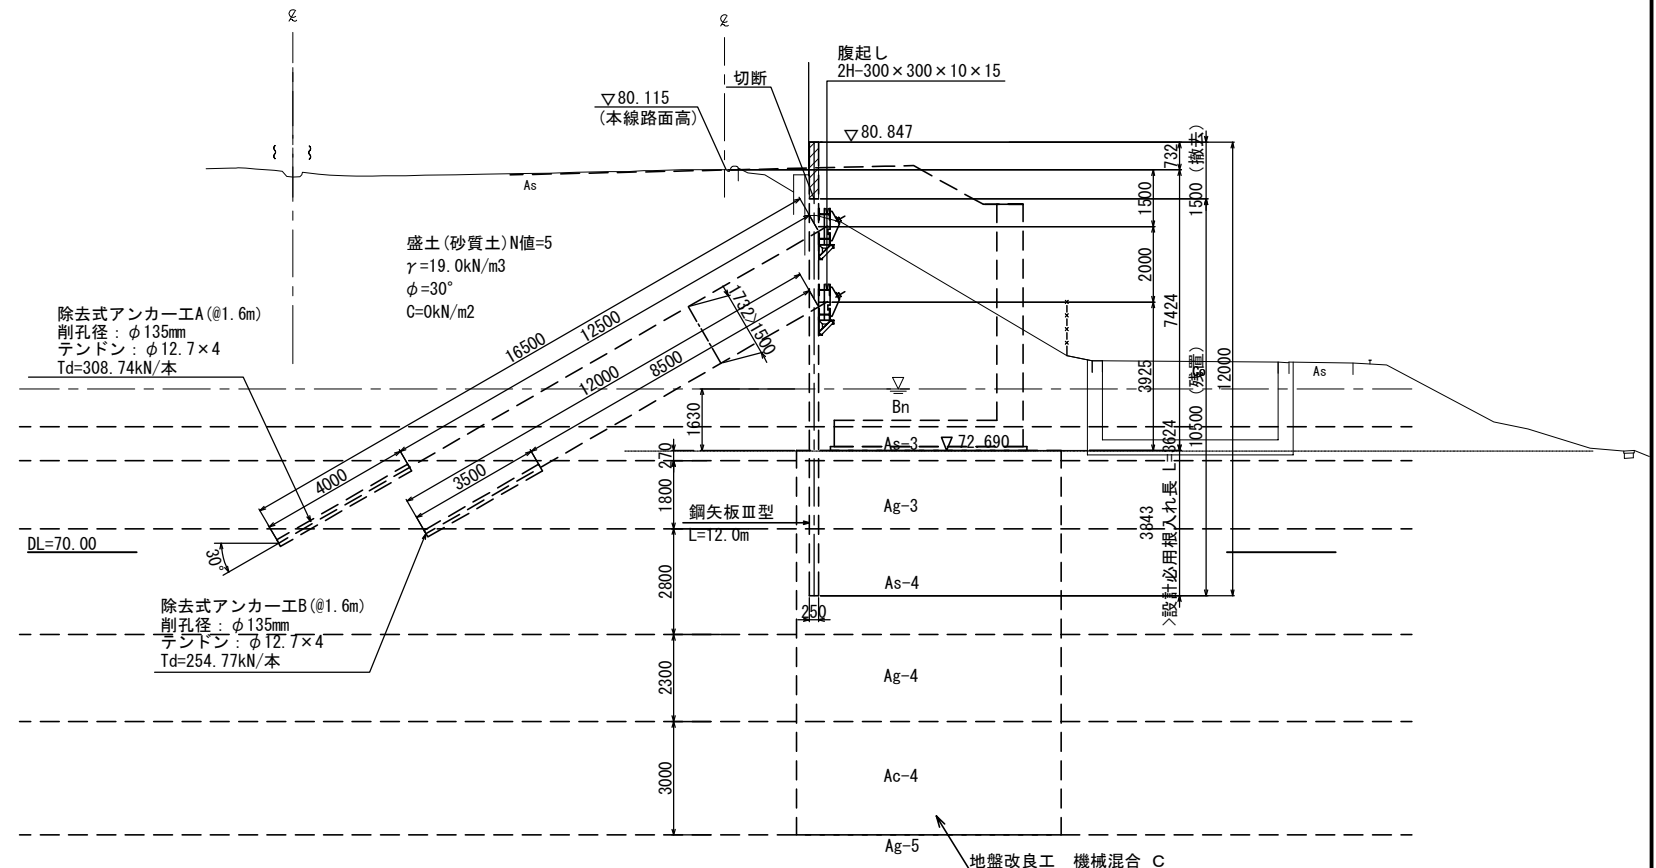 ℄
℄
腹起し
2H-300×300×10×15
切断
▽80.115
(本線路面高)
▽80.847
732
1500 (撤去)
As
1500
盛土(砂質土)N値=5
γ=19.0kN/m3
φ=30°
C=0kN/m2
2000
7424
除去式アンカー工A(@1.6m)
削孔径：φ135mm
テンドン：φ12.7×4
Td=308.74kN/本
16500
12500
1732>1500
12000
8500
3925
10500 (残置)
12000
As
▽
Bn
1630
As-3
▽72.690
270
4000
3500
1800
Ag-3
鋼矢板Ⅲ型
L=12.0m
3843
>設計必用根入れ長 L=3624
DL=70.00
30°
2800
As-4
250
除去式アンカー工B(@1.6m)
削孔径：φ135mm
テンドン：φ12.7×4
Td=254.77kN/本
2300
Ag-4
3000
Ac-4
Ag-5
地盤改良工 機械混合 C